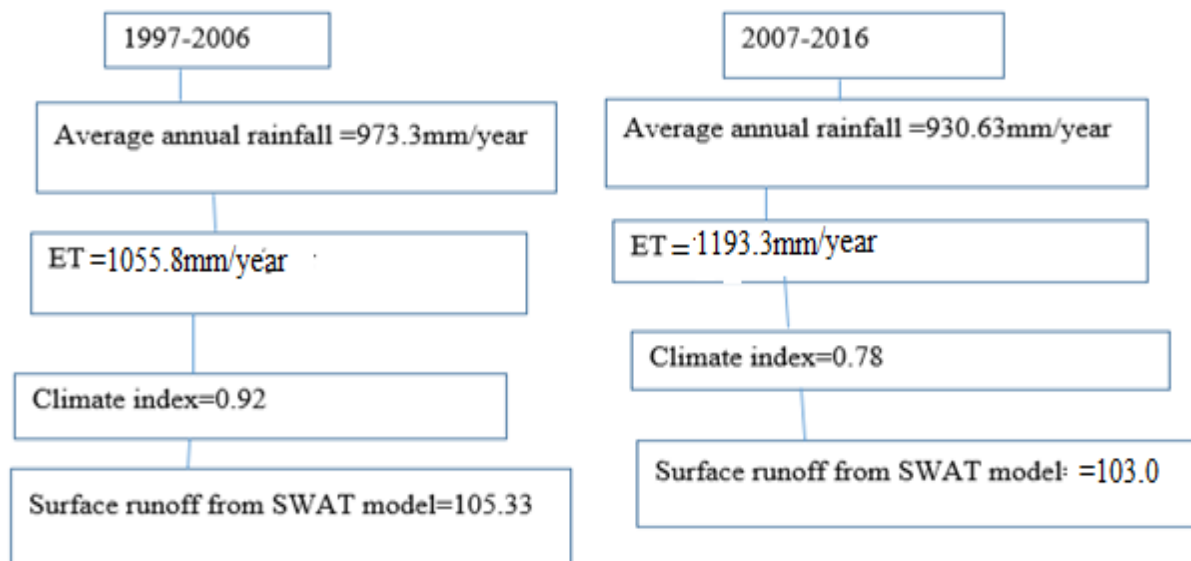 1997-2006
Average annual rainfall =973.3mm/year
ET =1055.8mm/year
Climate index=0.92
Surface runoff from SWAT model=105.33
2007-2016
Average annual rainfall =930.63mm/year
ET = 1193.3mm/year
Climate index=0.78
Surface runoff from SWAT model: =103.0